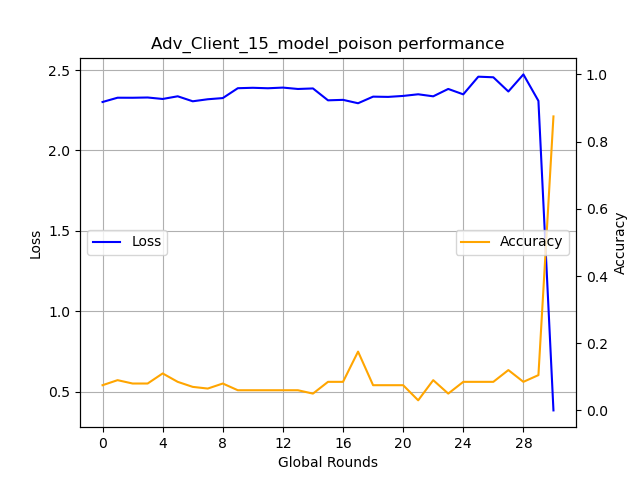 Adv_Client_15_model_poison performance
2.5
2.0
1.5
1.0
0.5
Loss
Loss
Accuracy
1.0
0.8
0.6
0.4
0.2
0.0
Accuracy
0 4 8 12 16 20 24 28
Global Rounds